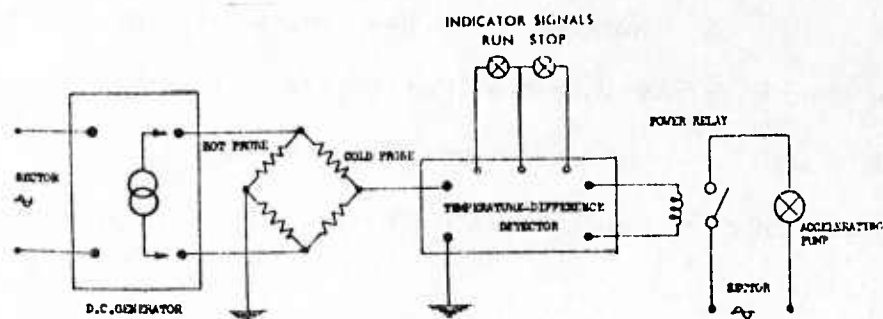 INDICATOR SIGNALS
RUN STOP
POWER RELAY
HOT PROBE
COLD PROBE
SECTOR
TEMPERATURE-DIFFERENCE
DETECTOR
ACCELERATING
PUMP
SECTOR
D.C. GENERATOR